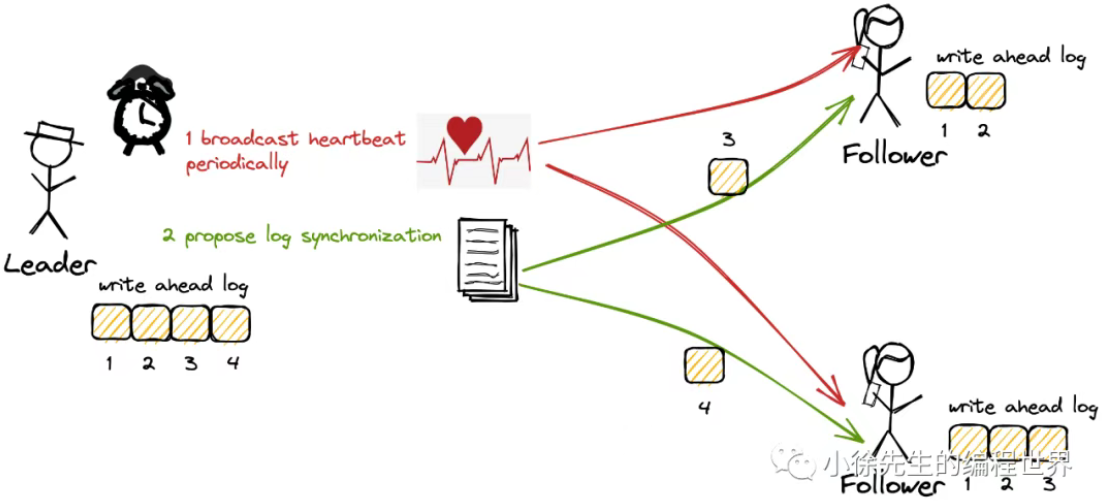 write ahead log
1 2
Follower
1 broadcast heartbeat
periodically
3
2 propose log synchronization
Leader
write ahead log
1 2 3 4
4
write ahead log
1 2 3
Follower
小徐先生的编程世界